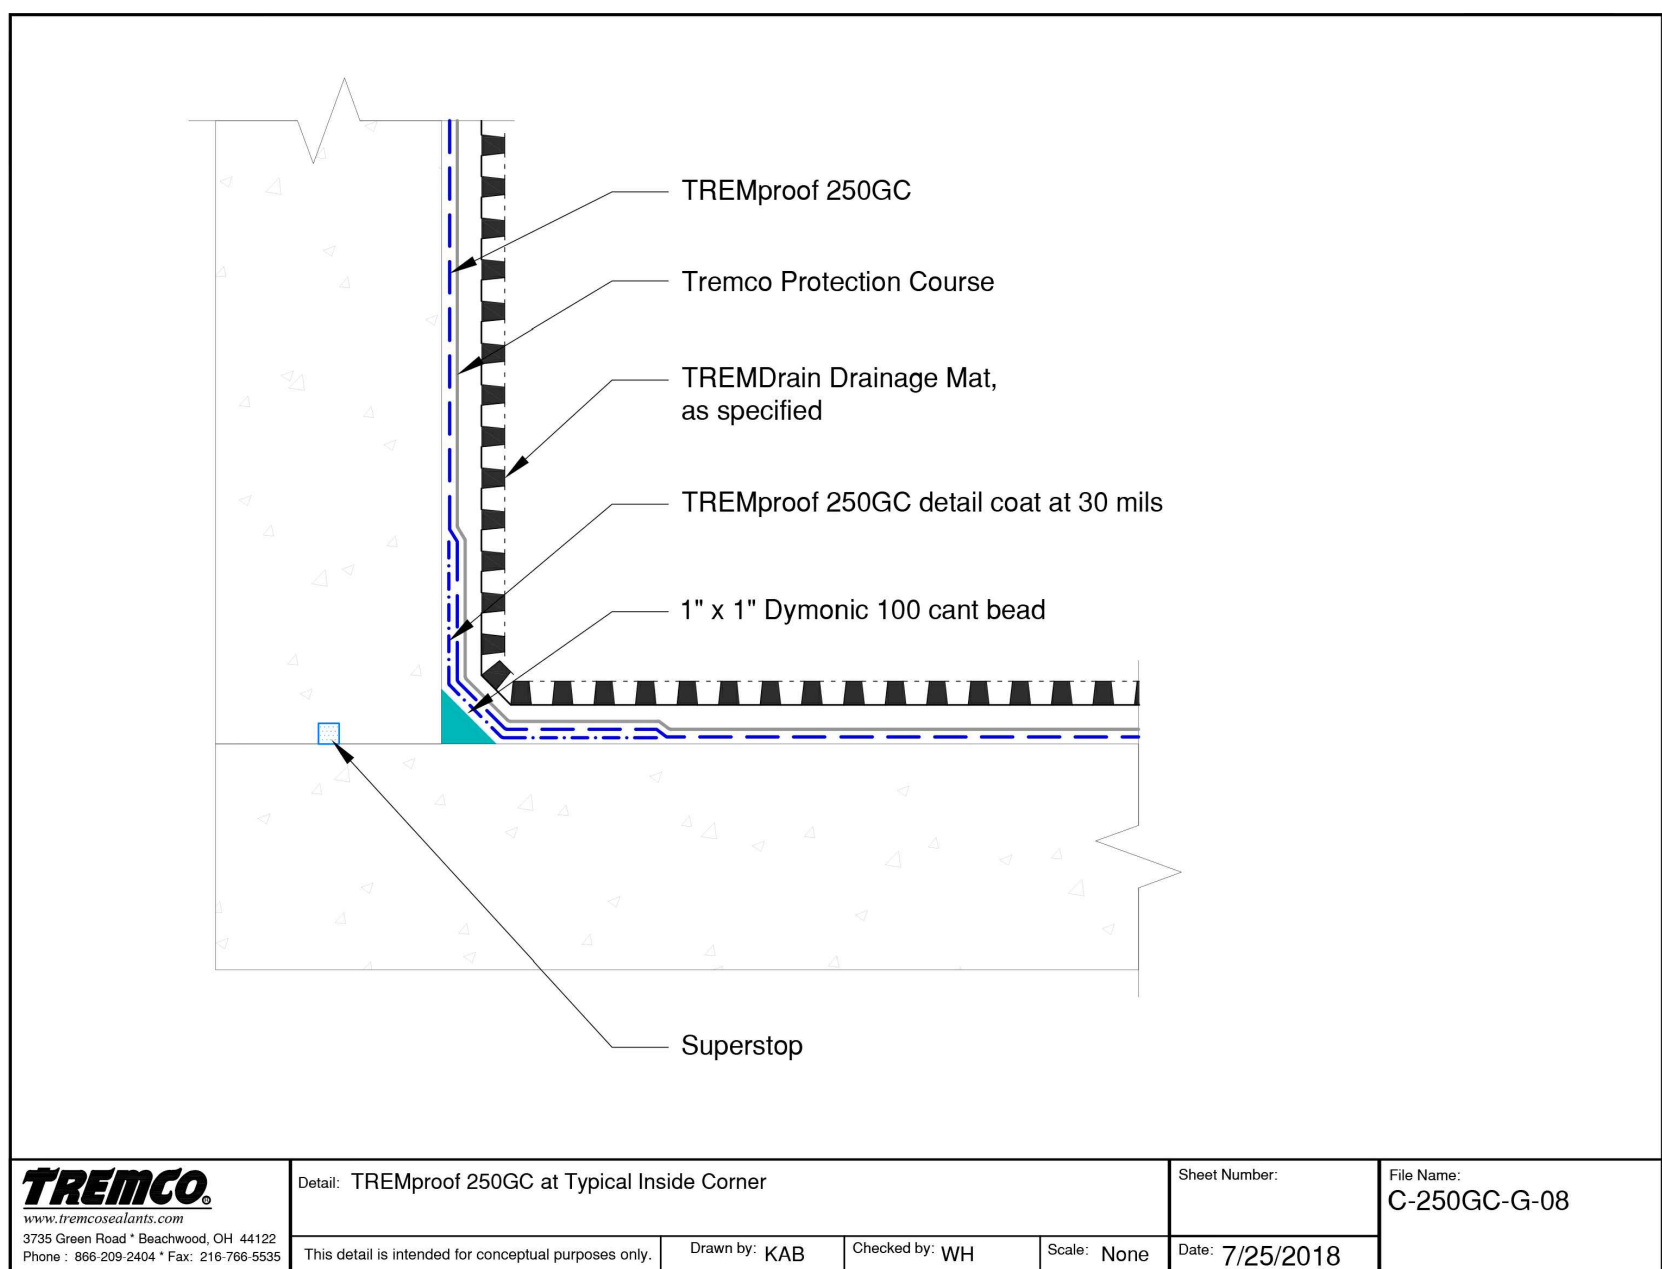 TREMproof 250GC
Tremco Protection Course
TREMDrain Drainage Mat,
as specified
TREMproof 250GC detail coat at 30 mils
1" x 1" Dymonic 100 cant bead
Superstop
TREMCO®
www.tremcosealants.com
3735 Green Road * Beachwood, OH 44122
Phone : 866-209-2404 * Fax: 216-766-5535
Detail: TREMproof 250GC at Typical Inside Corner
This detail is intended for conceptual purposes only.
Drawn by: KAB
Checked by: WH
Scale: None
Sheet Number:
Date: 7/25/2018
File Name:
C-250GC-G-08